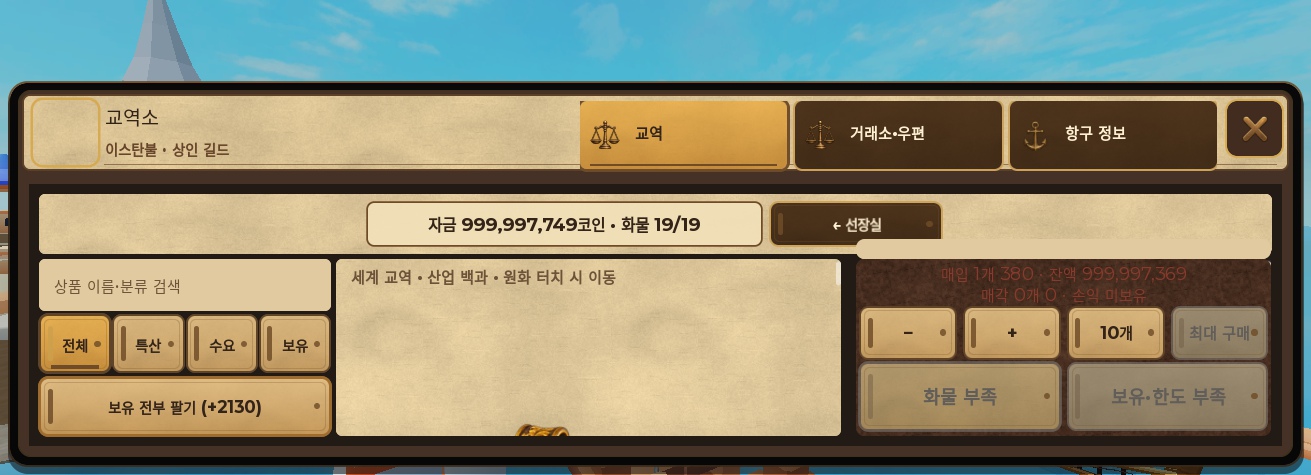 교역소
이스탄불 · 상인 길드
교역
거래소•우편
항구 정보
자금 999,997,749코인 • 화물 19/19
← 선장실
상품 이름·분류 검색
세계 교역 • 산업 백과 • 원화 터치 시 이동
매입 1개 380 · 잔액 999,997,369
매각 0개 0 · 손익 미보유
전체
특산
수요
보유
−
+
10개
최대 구매
보유 전부 팔기 (+2130)
화물 부족
보유•한도 부족